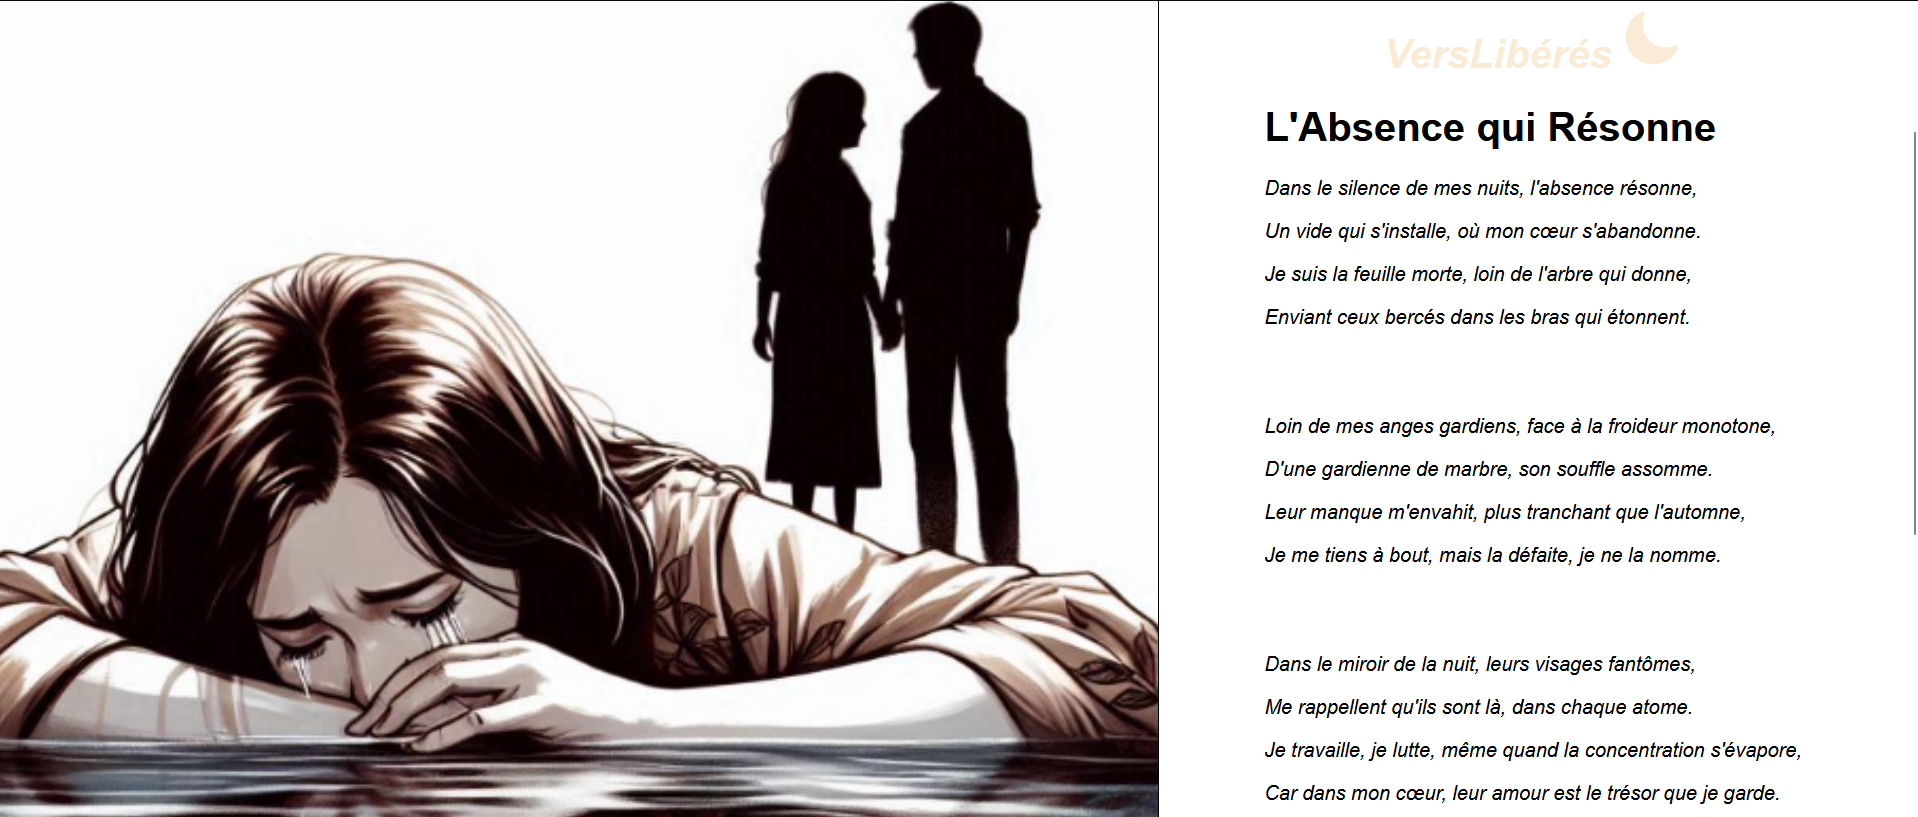 VersLibérés
L'Absence qui Résonne
Dans le silence de mes nuits, l'absence résonne,
Un vide qui s'installe, où mon cœur s'abandonne.
Je suis la feuille morte, loin de l'arbre qui donne,
Enviant ceux bercés dans les bras qui étonnent.
Loin de mes anges gardiens, face à la froideur monotone,
D'une gardienne de marbre, son souffle assomme.
Leur manque m'envahit, plus tranchant que l'automne,
Je me tiens à bout, mais la défaite, je ne la nomme.
Dans le miroir de la nuit, leurs visages fantômes,
Me rappellent qu'ils sont là, dans chaque atome.
Je travaille, je lutte, même quand la concentration s'évapore,
Car dans mon cœur, leur amour est le trésor que je garde.